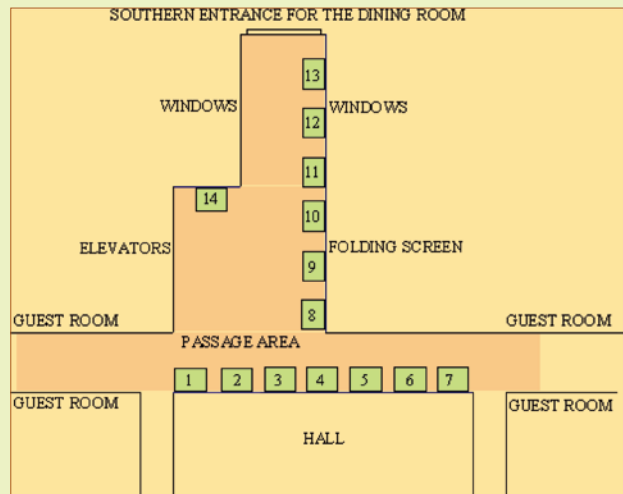 SOUTHERN ENTRANCE FOR THE DINING ROOM
13
WINDOWS
WINDOWS
12
11
14
10
ELEVATORS
FOLDING SCREEN
9
8
GUEST ROOM
GUEST ROOM
PASSAGE AREA
1 2 3 4 5 6 7
GUEST ROOM
GUEST ROOM
HALL